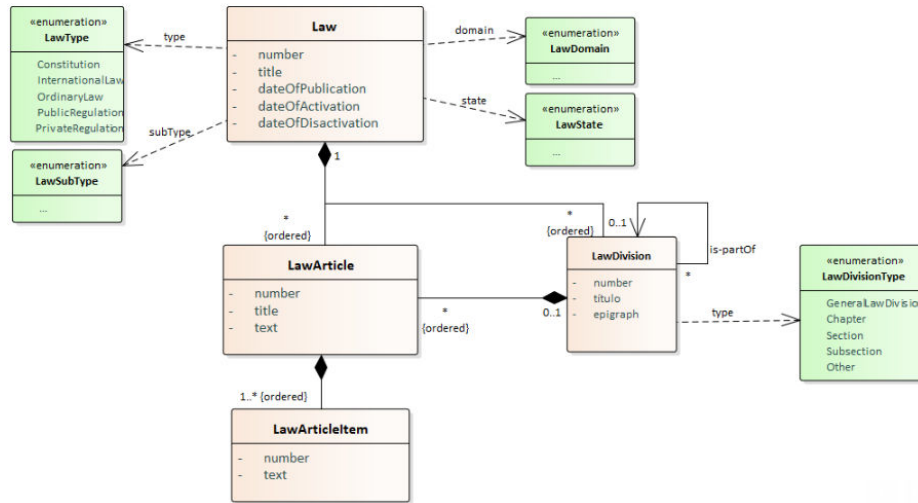 «enumeration»
LawType
Constitution
InternationalLaw
OrdinaryLaw
PublicRegulation
PrivateRegulation
type
Law
- number
- title
- dateOfPublication
- dateOfActivation
- dateOfDisactivation
domain
«enumeration»
LawDomain
...
state
«enumeration»
LawState
...
subType
«enumeration»
LawSubType
...
1
*
{ordered}
*
{ordered}
0..1
is-partOf
*
LawArticle
- number
- title
- text
*
{ordered}
0..1
LawDivision
- number
- título
- epigraph
type
«enumeration»
LawDivisionType
GeneralLawDivisio
Chapter
Section
Subsection
Other
1..* {ordered}
LawArticleItem
- number
- text